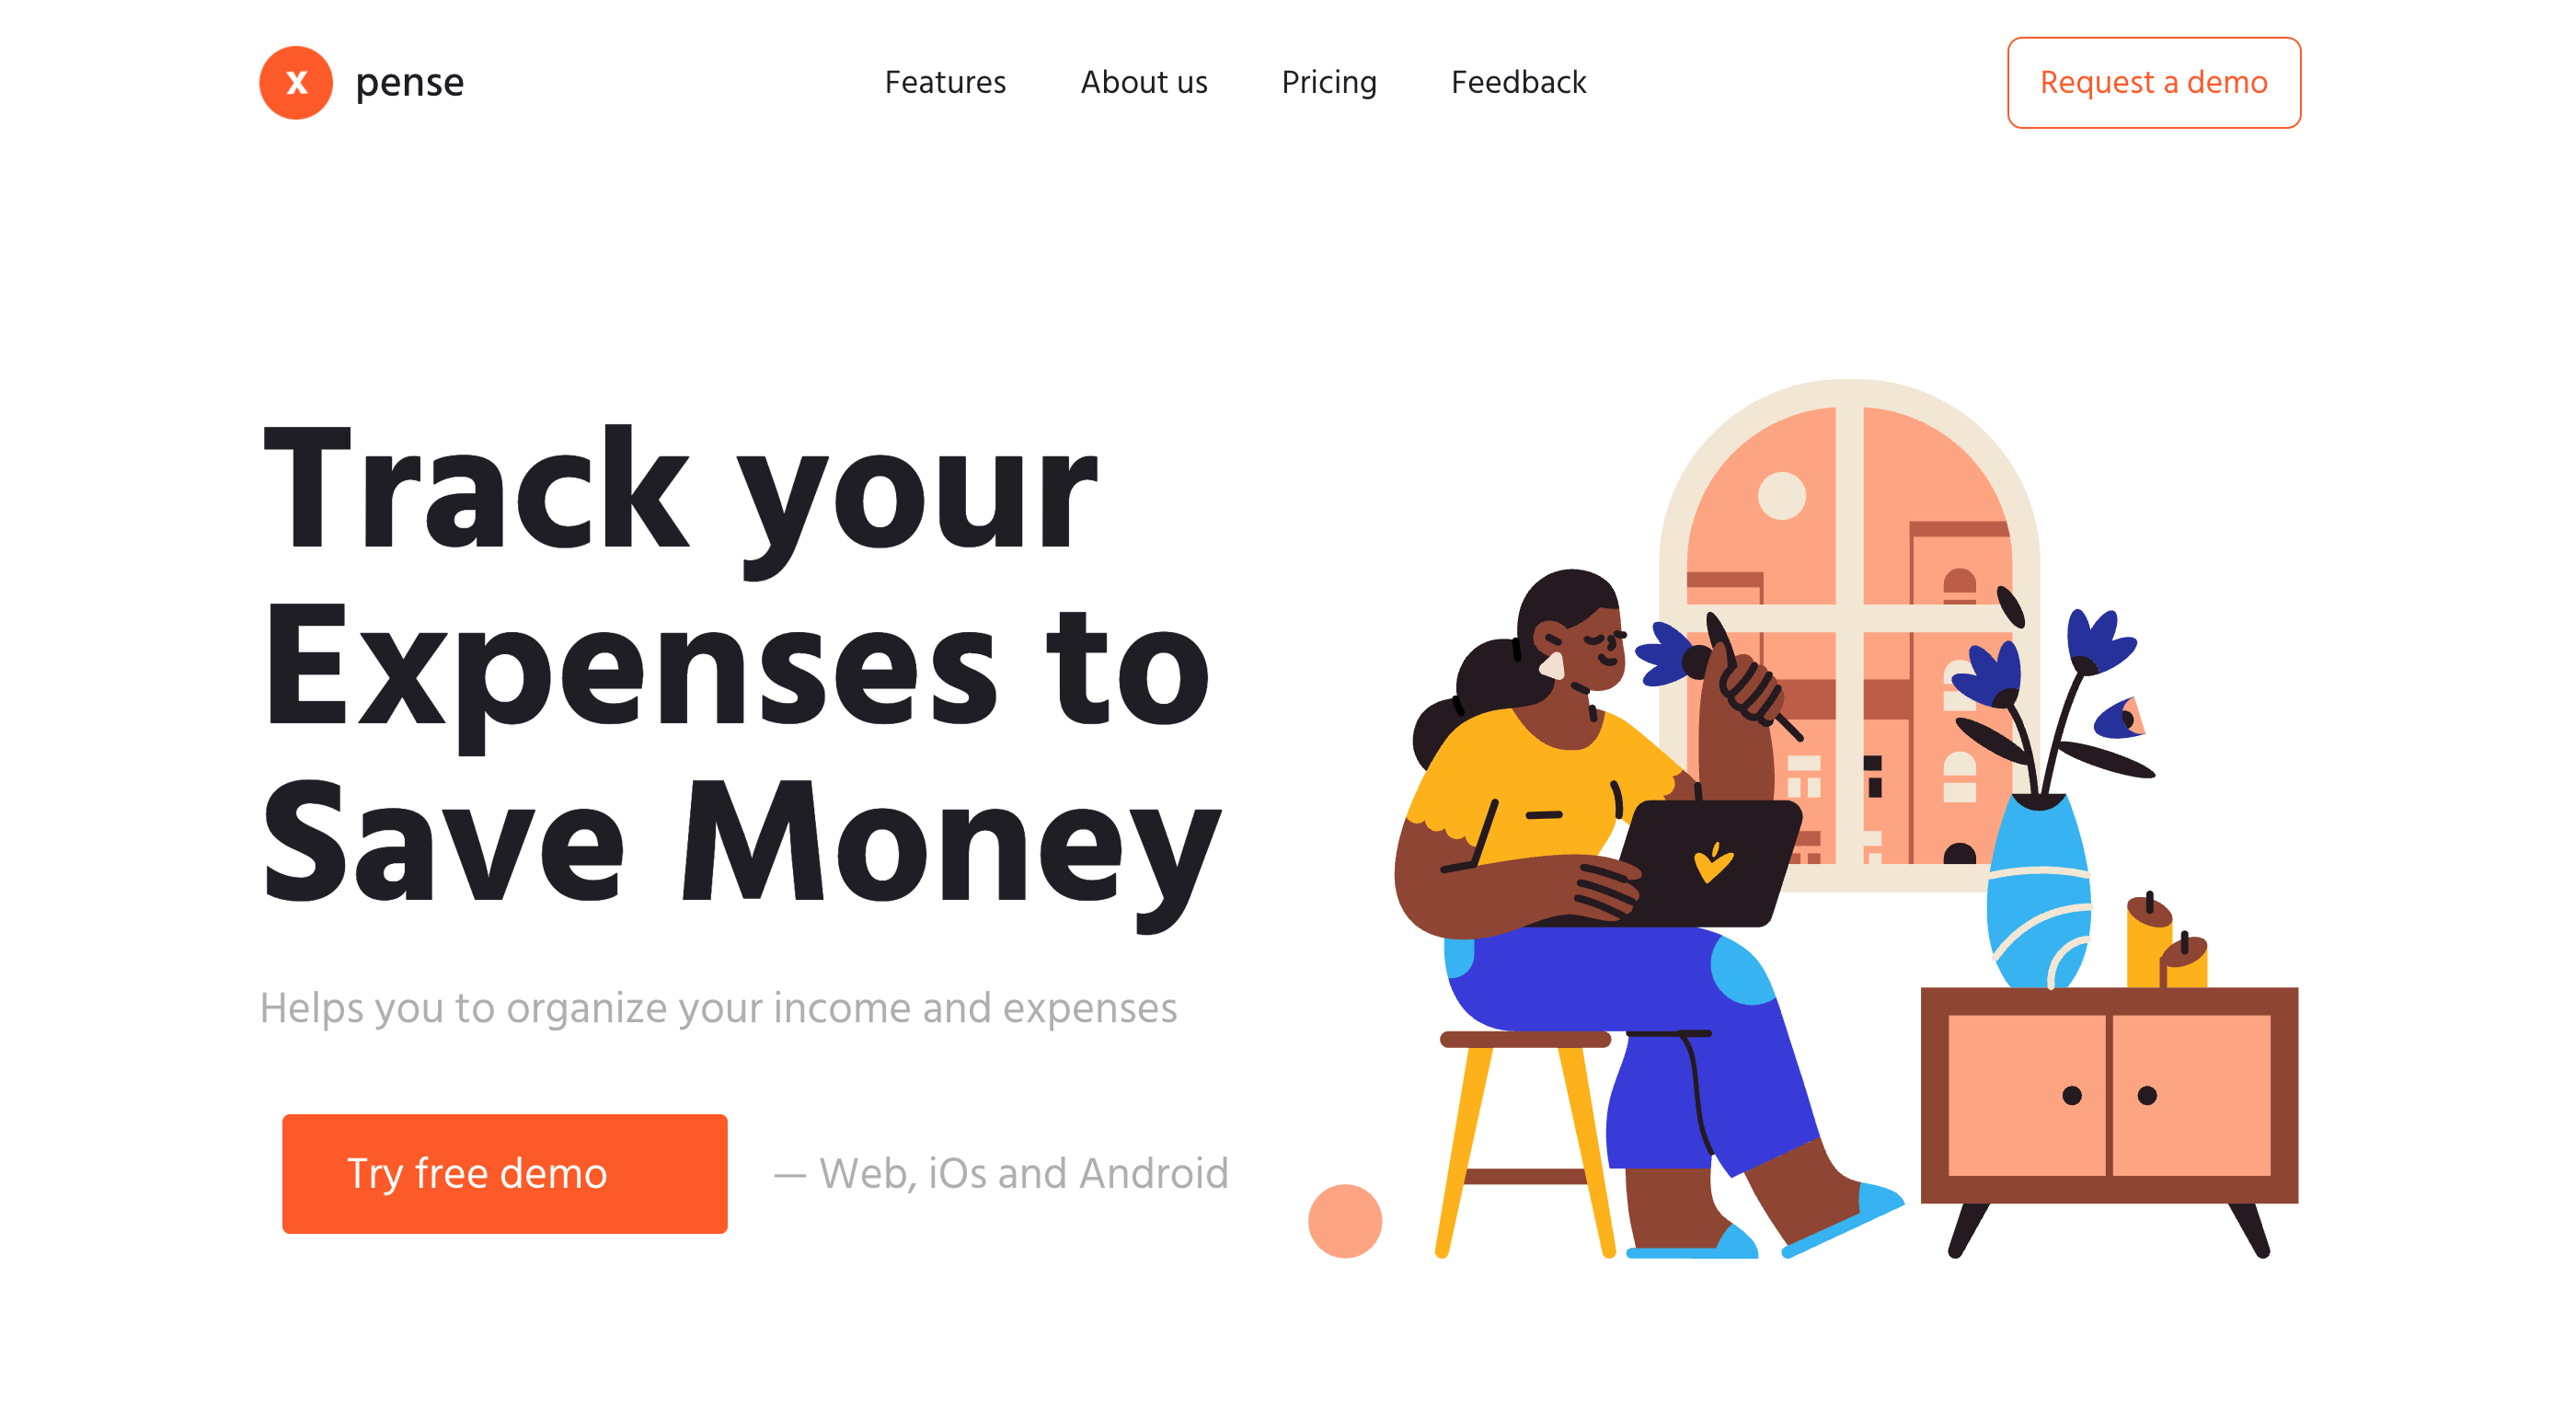 x pense
Features
About us
Pricing
Feedback
Request a demo
Track your
Expenses to
Save Money
Helps you to organize your income and expenses
Try free demo
— Web, iOs and Android